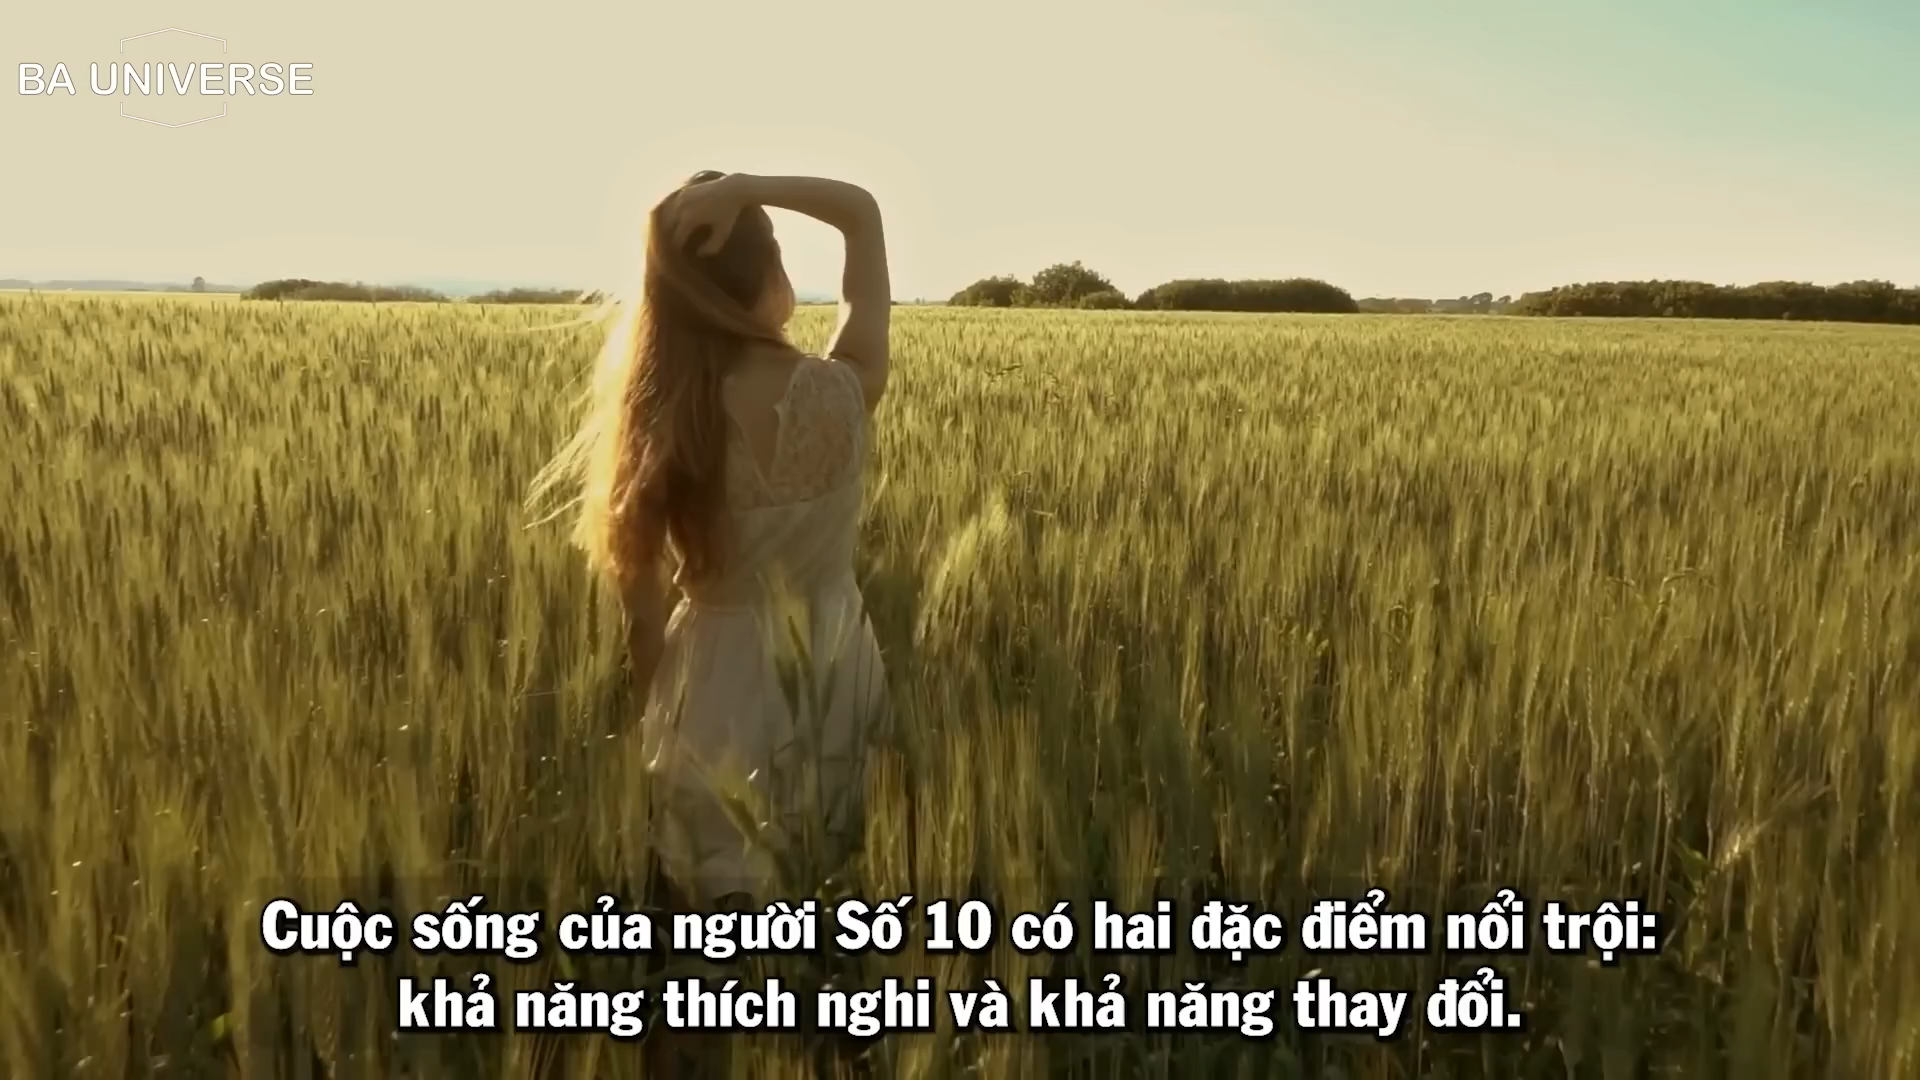 BA UNIVERSE
Cuộc sống của người Số 10 có hai đặc điểm nổi trội:
khả năng thích nghi và khả năng thay đổi.